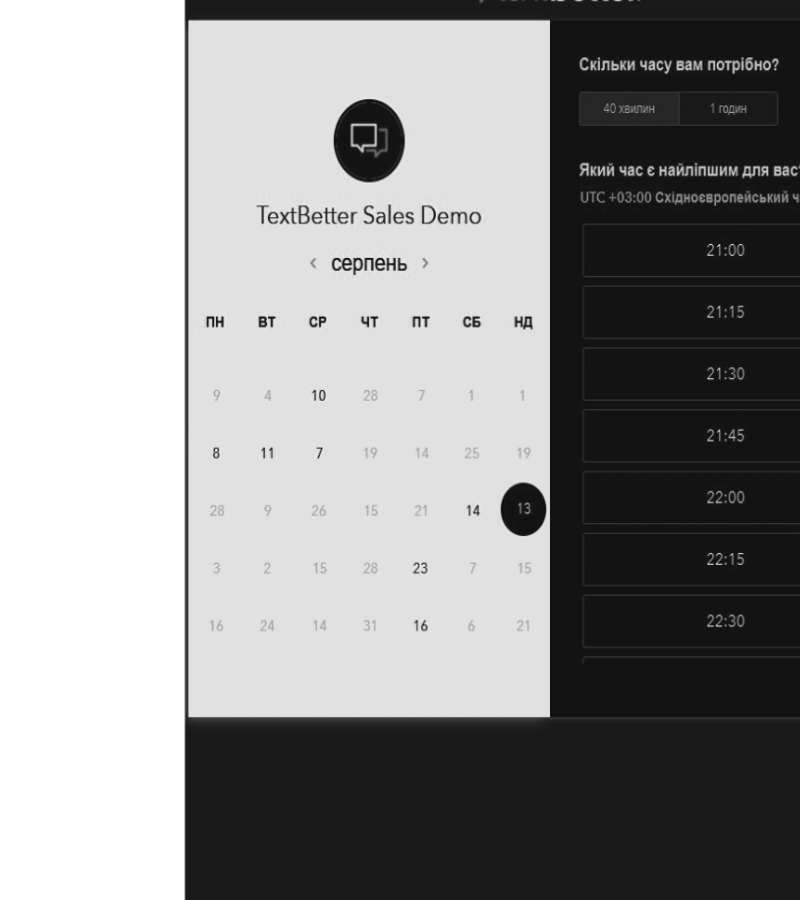 TextBetter Sales Demo
‹ серпень ›
ПН ВТ СР ЧТ ПТ СБ НД
9 4 10 28 7 1 1
8 11 7 19 14 25 19
28 9 26 15 21 14 13
3 2 15 28 23 7 15
16 24 14 31 16 6 21
Скільки часу вам потрібно?
40 хвилин 1 годин
Який час є найліпшим для вас
UTC +03:00 Східноєвропейський ч
21:00
21:15
21:30
21:45
22:00
22:15
22:30